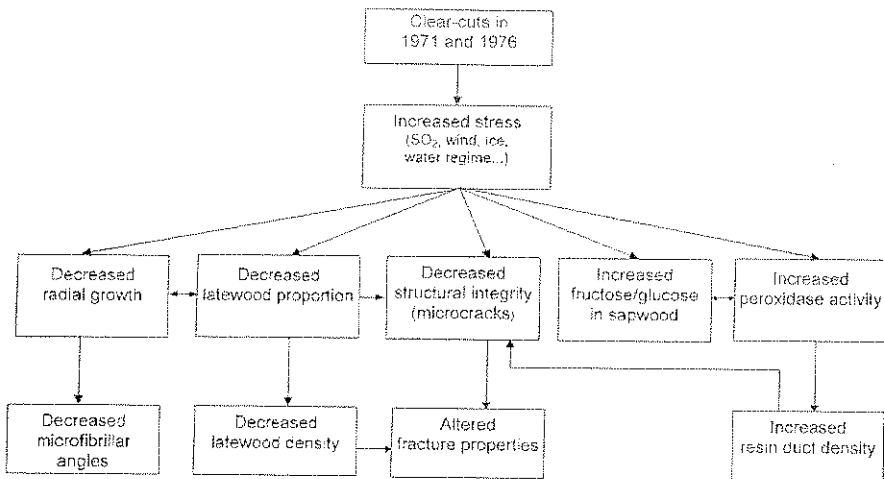 Clear-cuts in
1971 and 1976
Increased stress
(SO₂, wind, ice,
water regime...)
Decreased
radial growth
Decreased
latewood proportion
Decreased
structural integrity
(microcracks)
Increased
fructose/glucose
in sapwood
Increased
peroxidase activity
Decreased
microfibrillar
angles
Decreased
latewood density
Altered
fracture properties
Increased
resin duct density